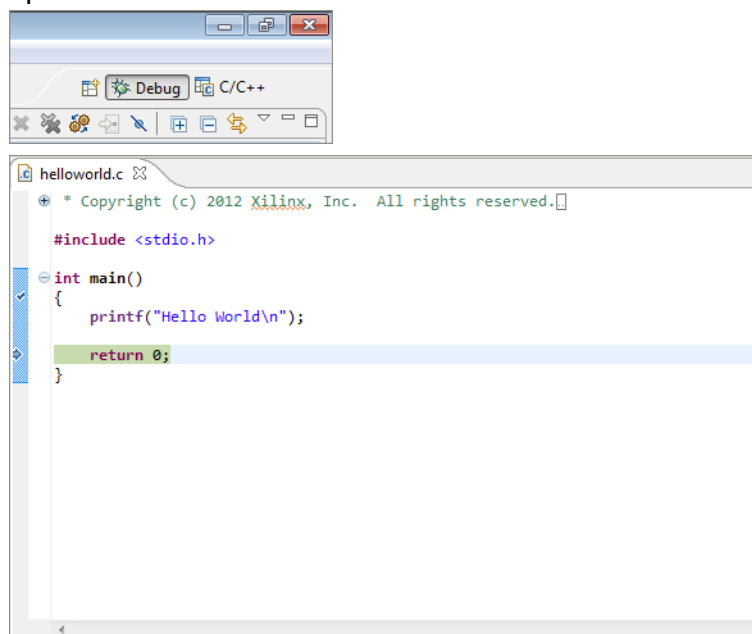 Debug C/C++
helloworld.c
* Copyright (c) 2012 Xilinx, Inc.  All rights reserved.
#include <stdio.h>
int main()
{
    printf("Hello World\n");
    return 0;
}